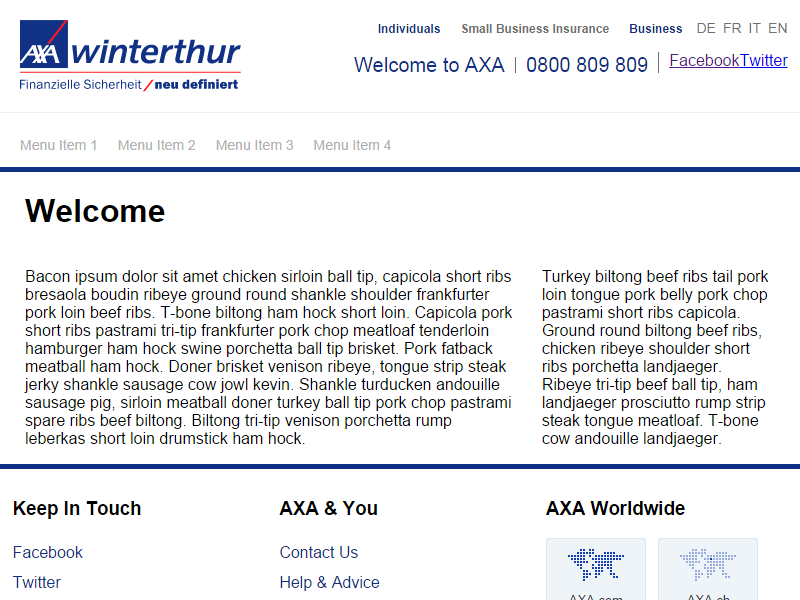 Individuals Small Business Insurance Business DE FR IT EN
AXA winterthur
Finanzielle Sicherheit / neu definiert
Welcome to AXA | 0800 809 809 | FacebookTwitter
Menu Item 1 Menu Item 2 Menu Item 3 Menu Item 4
Welcome
Bacon ipsum dolor sit amet chicken sirloin ball tip, capicola short ribs
bresaola boudin ribeye ground round shankle shoulder frankfurter
pork loin beef ribs. T-bone biltong ham hock short loin. Capicola pork
short ribs pastrami tri-tip frankfurter pork chop meatloaf tenderloin
hamburger ham hock swine porchetta ball tip brisket. Pork fatback
meatball ham hock. Doner brisket venison ribeye, tongue strip steak
jerky shankle sausage cow jowl kevin. Shankle turducken andouille
sausage pig, sirloin meatball doner turkey ball tip pork chop pastrami
spare ribs beef biltong. Biltong tri-tip venison porchetta rump
leberkas short loin drumstick ham hock.
Turkey biltong beef ribs tail pork
loin tongue pork belly pork chop
pastrami short ribs capicola.
Ground round biltong beef ribs,
chicken ribeye shoulder short
ribs porchetta landjaeger.
Ribeye tri-tip beef ball tip, ham
landjaeger prosciutto rump strip
steak tongue meatloaf. T-bone
cow andouille landjaeger.
Keep In Touch
Facebook
Twitter
AXA & You
Contact Us
Help & Advice
AXA Worldwide
AXA.com
AXA.ch